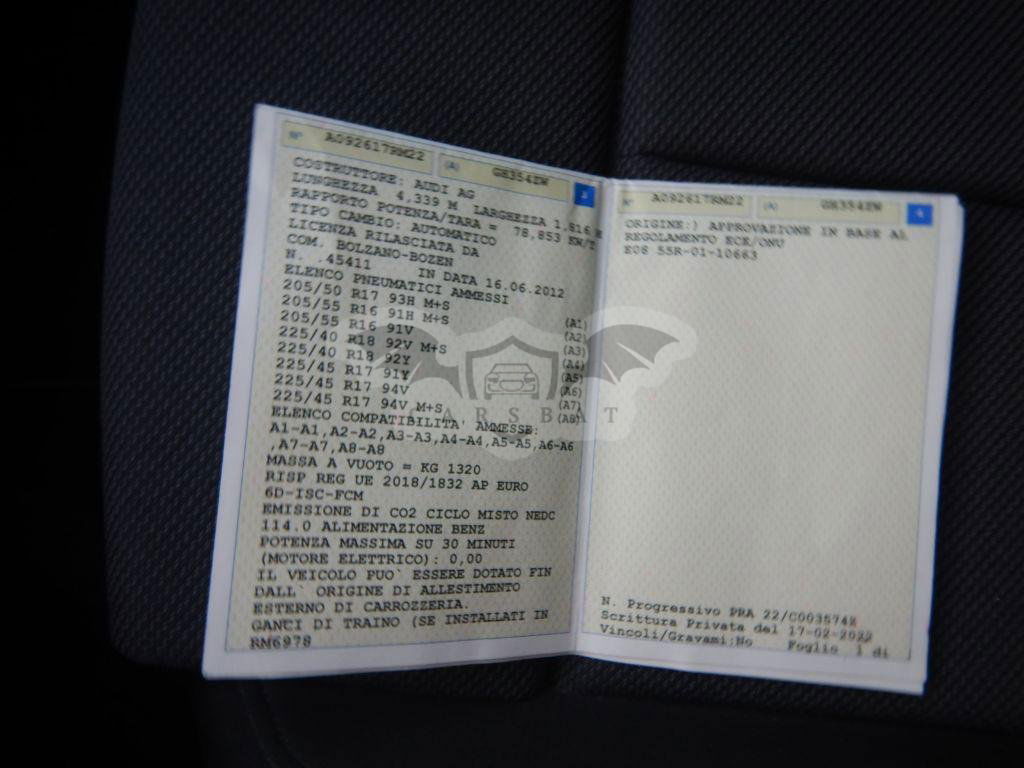 N° A092617RM22 (A) GH354ZW 3
COSTRUTTORE: AUDI AG
LUNGHEZZA 4,339 M LARGHEZZA 1,816 M
RAPPORTO POTENZA/TARA = 78,853 KW/T
TIPO CAMBIO: AUTOMATICO
LICENZA RILASCIATA DA
COM. BOLZANO-BOZEN
N. .45411 IN DATA 16.06.2012
ELENCO PNEUMATICI AMMESSI
205/50 R17 93H M+S (A1)
205/55 R16 91H M+S (A2)
205/55 R16 91V (A3)
225/40 R18 92V M+S (A4)
225/40 R18 92Y (A5)
225/45 R17 91Y (A6)
225/45 R17 94V (A7)
225/45 R17 94V M+S (A8)
ELENCO COMPATIBILITA' AMMESSE:
A1-A1,A2-A2,A3-A3,A4-A4,A5-A5,A6-A6
,A7-A7,A8-A8
MASSA A VUOTO = KG 1320
RISP REG UE 2018/1832 AP EURO
6D-ISC-FCM
EMISSIONE DI CO2 CICLO MISTO NEDC
114.0 ALIMENTAZIONE BENZ
POTENZA MASSIMA SU 30 MINUTI
(MOTORE ELETTRICO): 0,00
IL VEICOLO PUO` ESSERE DOTATO FIN
DALL` ORIGINE DI ALLESTIMENTO
ESTERNO DI CARROZZERIA.
GANCI DI TRAINO (SE INSTALLATI IN
RM6978
N° A092617RM22 (A) GH354ZW 4
ORIGINE:) APPROVAZIONE IN BASE AL
REGOLAMENTO ECE/ONU
E08 55R-01-10663
N. Progressivo PRA 22/C003574Z
Scrittura Privata del 17-02-2022
Vincoli/Gravami:No Foglio 1 di
CARSBAT